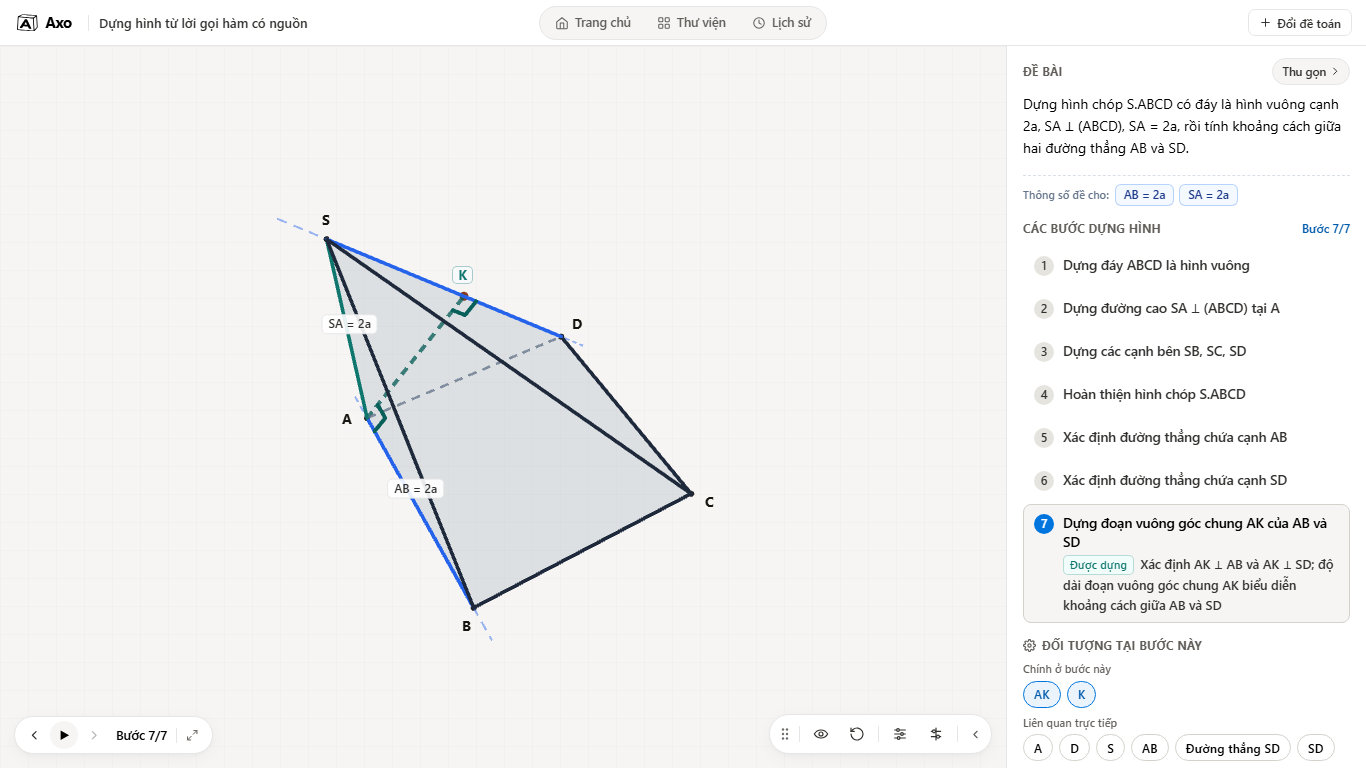 Axo
Dựng hình từ lời gọi hàm có nguồn
Trang chủ
Thư viện
Lịch sử
Đổi đề toán
ĐỀ BÀI
Thu gọn
Dựng hình chóp S.ABCD có đáy là hình vuông cạnh
2a, SA ⊥ (ABCD), SA = 2a, rồi tính khoảng cách giữa
hai đường thẳng AB và SD.
Thông số đề cho:
AB = 2a
SA = 2a
CÁC BƯỚC DỰNG HÌNH
Bước 7/7
1 Dựng đáy ABCD là hình vuông
2 Dựng đường cao SA ⊥ (ABCD) tại A
3 Dựng các cạnh bên SB, SC, SD
4 Hoàn thiện hình chóp S.ABCD
5 Xác định đường thẳng chứa cạnh AB
6 Xác định đường thẳng chứa cạnh SD
7 Dựng đoạn vuông góc chung AK của AB và
SD
Được dựng Xác định AK ⊥ AB và AK ⊥ SD; độ
dài đoạn vuông góc chung AK biểu diễn
khoảng cách giữa AB và SD
ĐỐI TƯỢNG TẠI BƯỚC NÀY
Chính ở bước này
AK
K
Liên quan trực tiếp
A
D
S
AB
Đường thẳng SD
SD
S
K
D
SA = 2a
A
AB = 2a
C
B
Bước 7/7